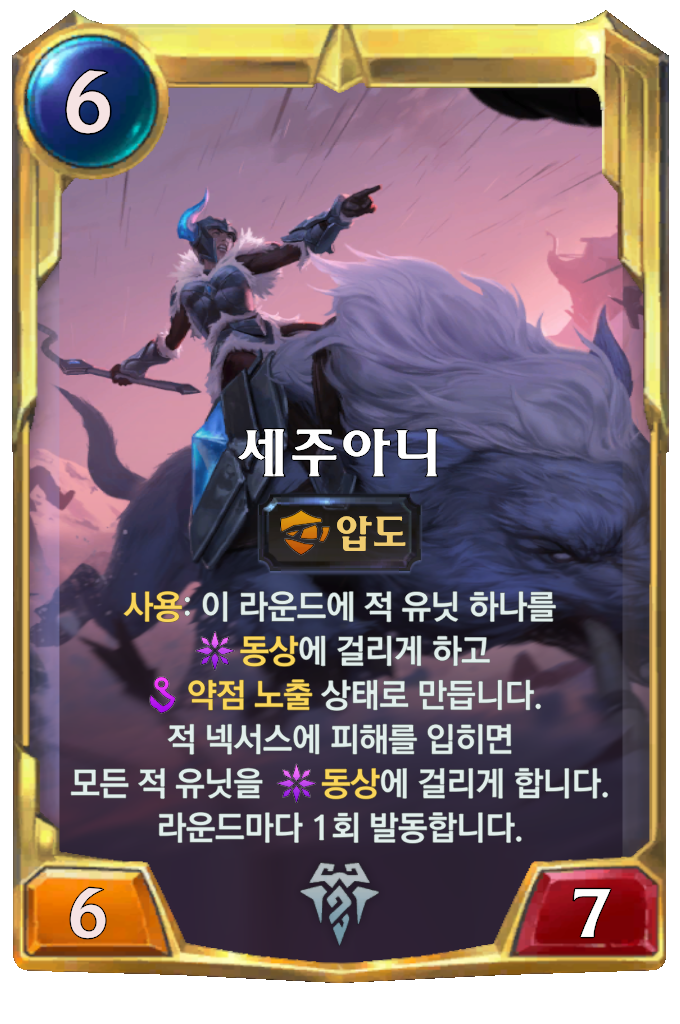 6
세주아니
압도
사용: 이 라운드에 적 유닛 하나를
동상에 걸리게 하고
약점 노출 상태로 만듭니다.
적 넥서스에 피해를 입히면
모든 적 유닛을 동상에 걸리게 합니다.
라운드마다 1회 발동합니다.
6
7